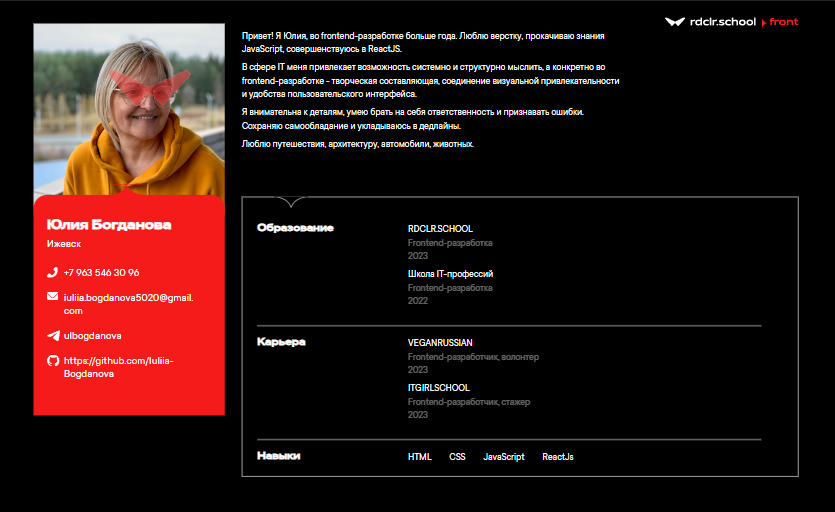 rdclr.school front
Привет! Я Юлия, во frontend-разработке больше года. Люблю верстку, прокачиваю знания
JavaScript, совершенствуюсь в ReactJS.
В сфере IT меня привлекает возможность системно и структурно мыслить, а конкретно во
frontend-разработке - творческая составляющая, соединение визуальной привлекательности
и удобства пользовательского интерфейса.
Я внимательна к деталям, умею брать на себя ответственность и признавать ошибки.
Сохраняю самообладание и укладываюсь в дедлайны.
Люблю путешествия, архитектуру, автомобили, животных.
Юлия Богданова
Ижевск
+7 963 546 30 96
iuliia.bogdanova5020@gmail.
com
ulbogdanova
https://github.com/Iuliia-
Bogdanova
Образование
RDCLR.SCHOOL
Frontend-разработка
2023
Школа IT-профессий
Frontend-разработка
2022
Карьера
VEGANRUSSIAN
Frontend-разработчик, волонтер
2023
ITGIRLSCHOOL
Frontend-разработчик, стажер
2023
Навыки
HTML CSS JavaScript ReactJs